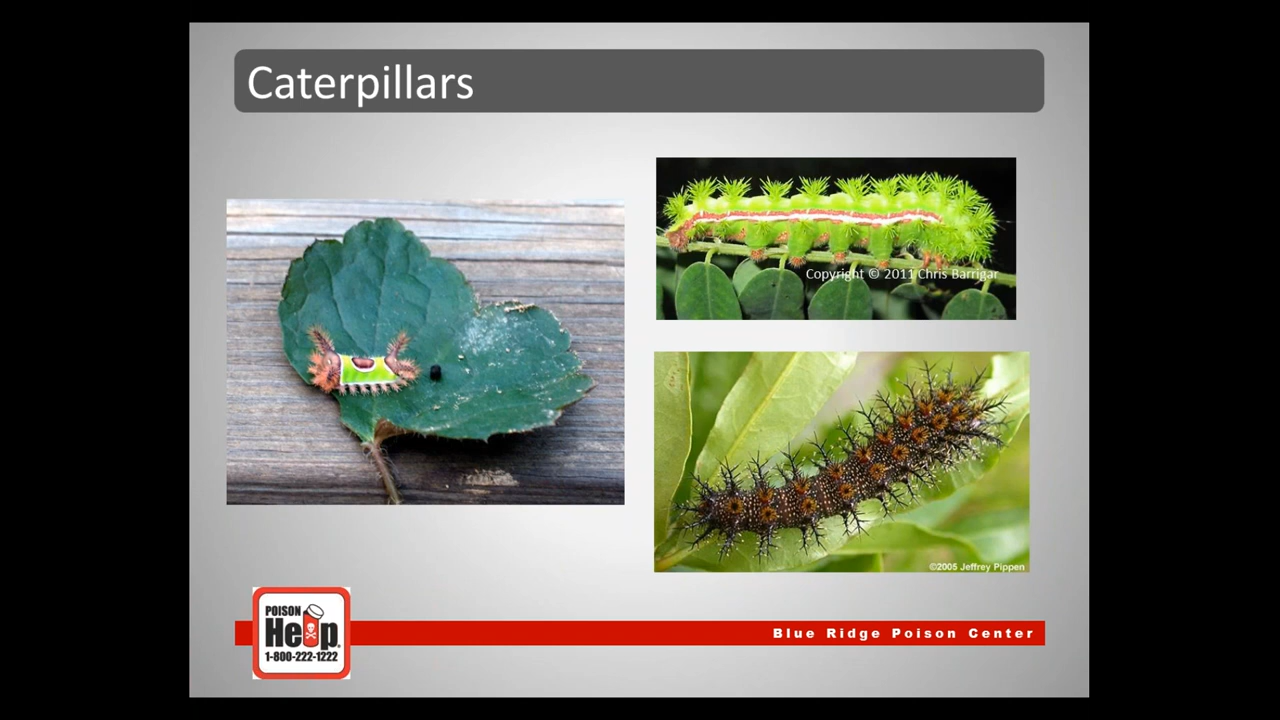 Caterpillars
Copyright © 2011 Chris Barrigar
©2005 Jeffrey Pippen
POISON
Help®
1-800-222-1222
Blue Ridge Poison Center